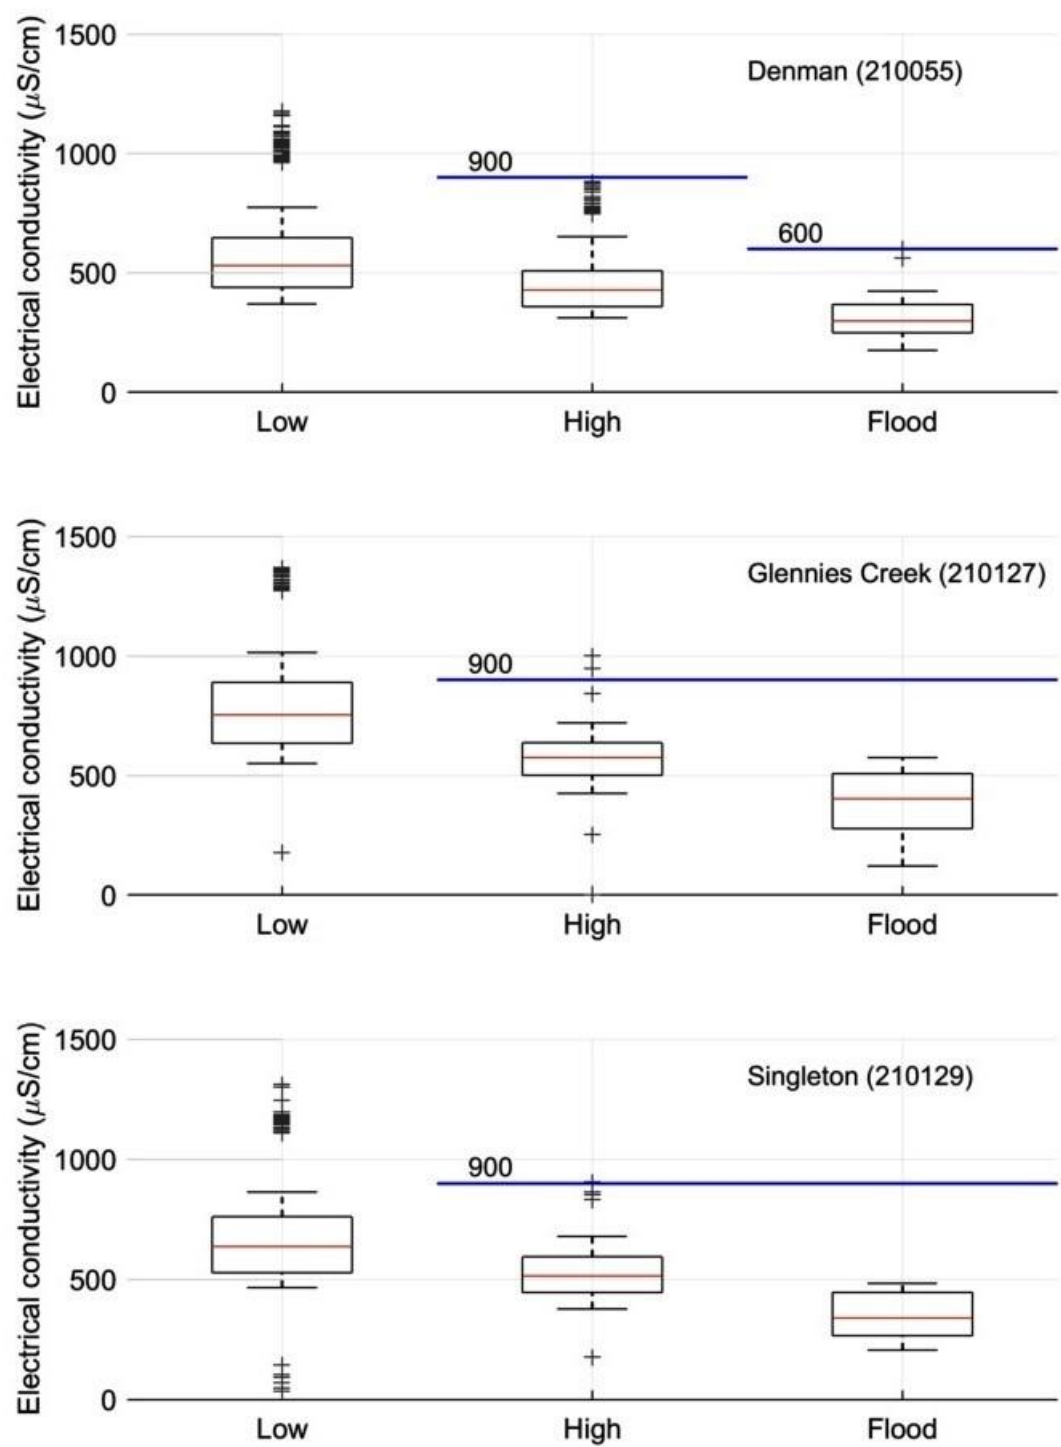 Electrical conductivity (μS/cm)
1500
1000
500
0
Denman (210055)
900
600
Low High Flood
Electrical conductivity (μS/cm)
1500
1000
500
0
Glennies Creek (210127)
900
Low High Flood
Electrical conductivity (μS/cm)
1500
1000
500
0
Singleton (210129)
900
Low High Flood